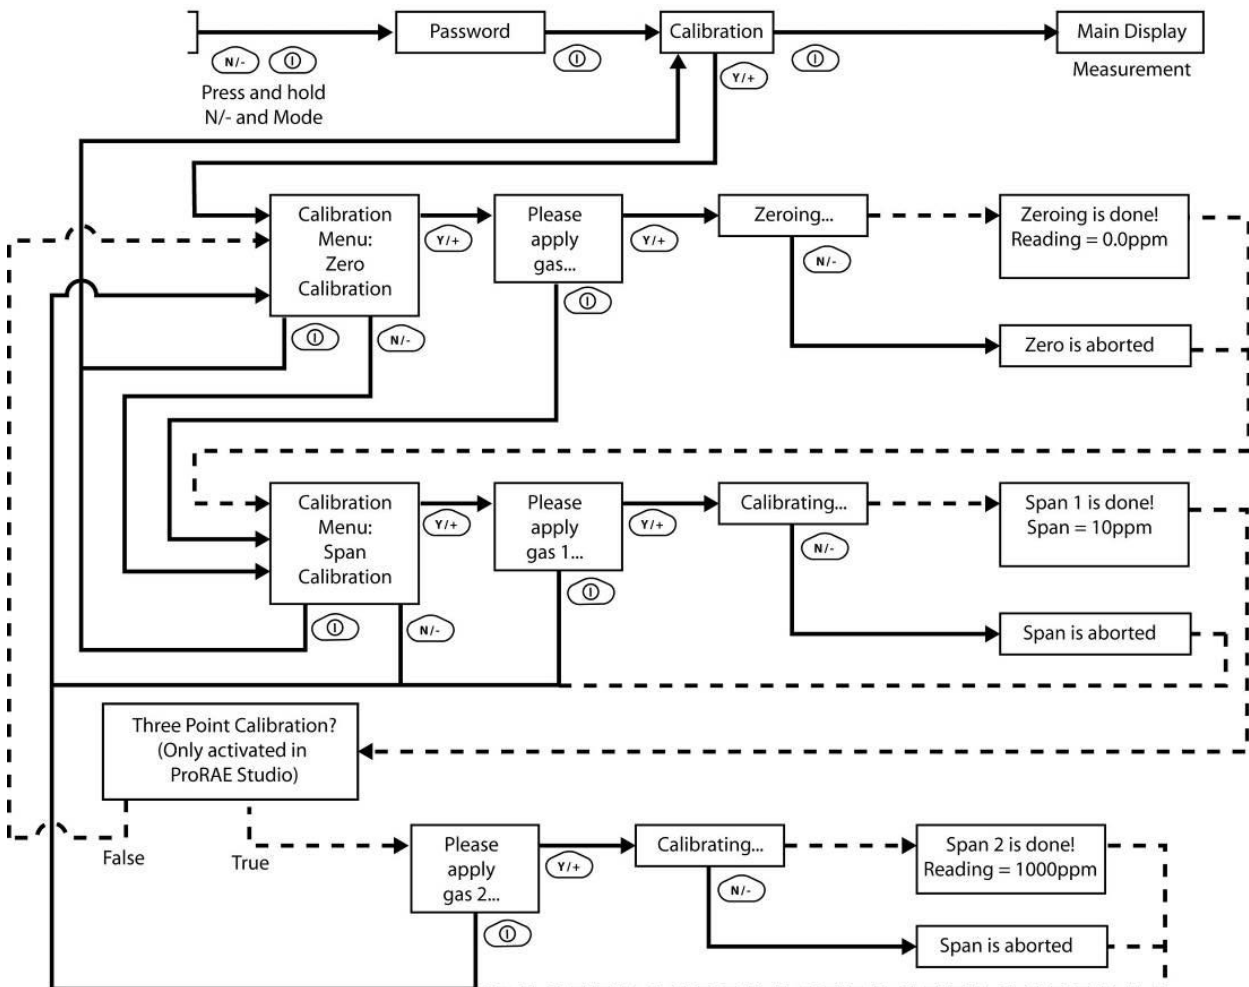 Password
Calibration
Main Display
N/-
Y/+
Measurement
Press and hold
N/- and Mode
Calibration
Menu:
Zero
Calibration
Y/+
Please
apply
gas...
Y/+
Zeroing...
N/-
Zeroing is done!
Reading = 0.0ppm
N/-
Zero is aborted
Calibration
Menu:
Span
Calibration
Y/+
Please
apply
gas 1...
Y/+
Calibrating...
N/-
Span 1 is done!
Span = 10ppm
N/-
Span is aborted
Three Point Calibration?
(Only activated in
ProRAE Studio)
False
True
Please
apply
gas 2...
Y/+
Calibrating...
N/-
Span 2 is done!
Reading = 1000ppm
Span is aborted